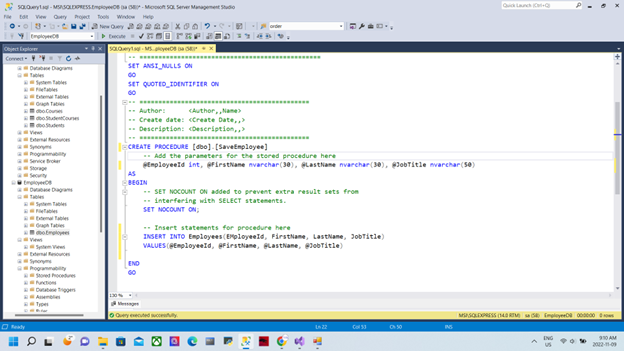 SQLQuery1.sql - MSI\SQLEXPRESS.EmployeeDB (sa (58))* - Microsoft SQL Server Management Studio
Quick Launch (Ctrl+Q)
File Edit View Query Project Tools Window Help
New Query
order
EmployeeDB
Execute
Object Explorer
SQLQuery1.sql - MS...ployeeDB (sa (58))*
Connect
Database Diagrams
Tables
System Tables
FileTables
External Tables
Graph Tables
dbo.Courses
dbo.StudentCourses
dbo.Students
Views
External Resources
Synonyms
Programmability
Service Broker
Storage
Security
EmployeeDB
Database Diagrams
Tables
System Tables
FileTables
External Tables
Graph Tables
dbo.Employees
Views
System Views
External Resources
Synonyms
Programmability
Stored Procedures
Functions
Database Triggers
Assemblies
Types
Rules
-- =============================================
SET ANSI_NULLS ON
GO
SET QUOTED_IDENTIFIER ON
GO
-- =============================================
-- Author: <Author,,Name>
-- Create date: <Create Date,,>
-- Description: <Description,,>
-- =============================================
CREATE PROCEDURE [dbo].[SaveEmployee]
-- Add the parameters for the stored procedure here
@EmployeeId int, @FirstName nvarchar(30), @LastName nvarchar(30), @JobTitle nvarchar(50)
AS
BEGIN
-- SET NOCOUNT ON added to prevent extra result sets from
-- interfering with SELECT statements.
SET NOCOUNT ON;
-- Insert statements for procedure here
INSERT INTO Employees(EMployeeId, FirstName, LastName, JobTitle)
VALUES(@EmployeeId, @FirstName, @LastName, @JobTitle)
END
GO
130 %
Messages
Query executed successfully.
MSI\SQLEXPRESS (14.0 RTM) sa (58) EmployeeDB 00:00:00 0 rows
Ready
Ln 22 Col 53 Ch 50 INS
ENG
US
9:10 AM
2022-11-09